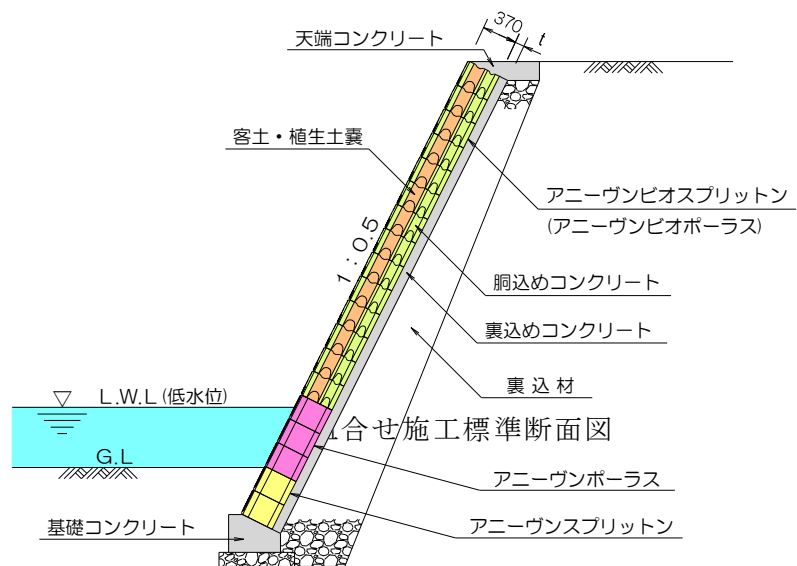 370
t
天端コンクリート
客土・植生土嚢
アニーヴンビオスプリットン
(アニーヴンビオポーラス)
1:0.5
胴込めコンクリート
裏込めコンクリート
裏込材
L.W.L(低水位)
合せ施工標準断面図
G.L
アニーヴンポーラス
アニーヴンスプリットン
基礎コンクリート